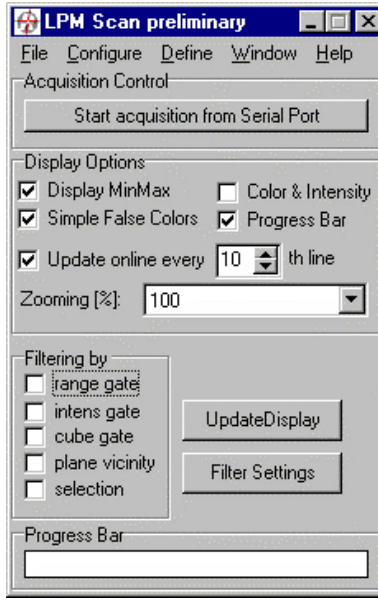 LPM Scan preliminary
File Configure Define Window Help
Acquisition Control
Start acquisition from Serial Port
Display Options
Display MinMax Color & Intensity
Simple False Colors Progress Bar
Update online every 10 th line
Zooming [%]: 100
Filtering by
range gate
intens gate
cube gate
plane vicinity
selection
UpdateDisplay
Filter Settings
Progress Bar